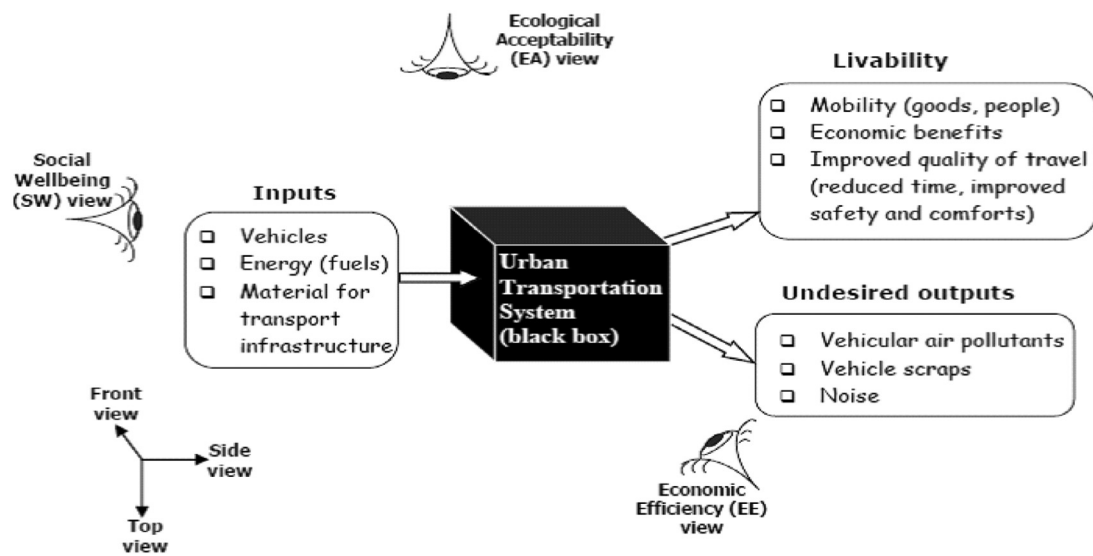 Ecological
Acceptability
(EA) view
Social
Wellbeing
(SW) view
Inputs
❑ Vehicles
❑ Energy (fuels)
❑ Material for
transport
infrastructure
Urban
Transportation
System
(black box)
Livability
❑ Mobility (goods, people)
❑ Economic benefits
❑ Improved quality of travel
(reduced time, improved
safety and comforts)
Undesired outputs
❑ Vehicular air pollutants
❑ Vehicle scraps
❑ Noise
Front
view
Side
view
Top
view
Economic
Efficiency (EE)
view